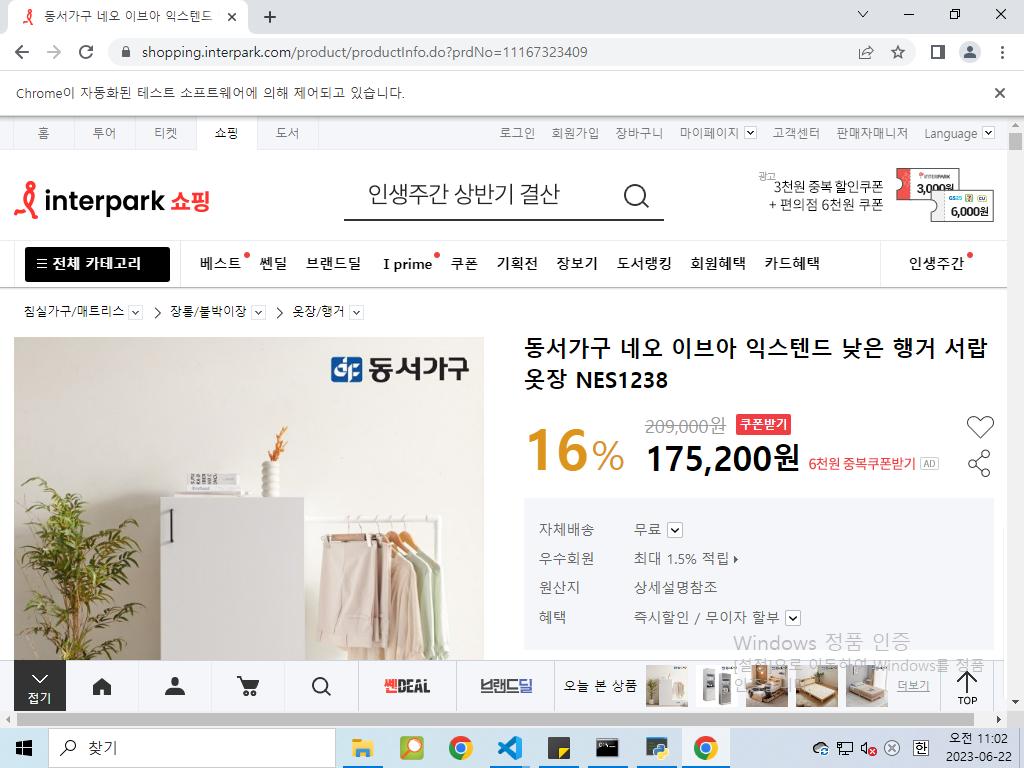 동서가구 네오 이브아 익스텐드
shopping.interpark.com/product/productInfo.do?prdNo=11167323409
Chrome이 자동화된 테스트 소프트웨어에 의해 제어되고 있습니다.
홈 투어 티켓 쇼핑 도서 로그인 회원가입 장바구니 마이페이지 고객센터 판매자매니저 Language
interpark 쇼핑
인생주간 상반기 결산
광고
3천원 중복 할인쿠폰
+ 편의점 6천원 쿠폰
INTERPARK
3,000원
GS25 CU
6,000원
전체 카테고리 베스트 쎈딜 브랜드딜 I prime 쿠폰 기획전 장보기 도서랭킹 회원혜택 카드혜택 인생주간
침실가구/매트리스 장롱/붙박이장 옷장/행거
동서가구
동서가구 네오 이브아 익스텐드 낮은 행거 서랍
옷장 NES1238
16% 209,000원 쿠폰받기
175,200원 6천원 중복쿠폰받기 AD
자체배송 무료
우수회원 최대 1.5% 적립
원산지 상세설명참조
혜택 즉시할인 / 무이자 할부
Windows 정품 인증
[설정]으로 이동하여 Windows를 정품
접기
쎈DEAL
브랜드딜
오늘 본 상품
더보기
TOP
찾기
한
오전 11:02
2023-06-22